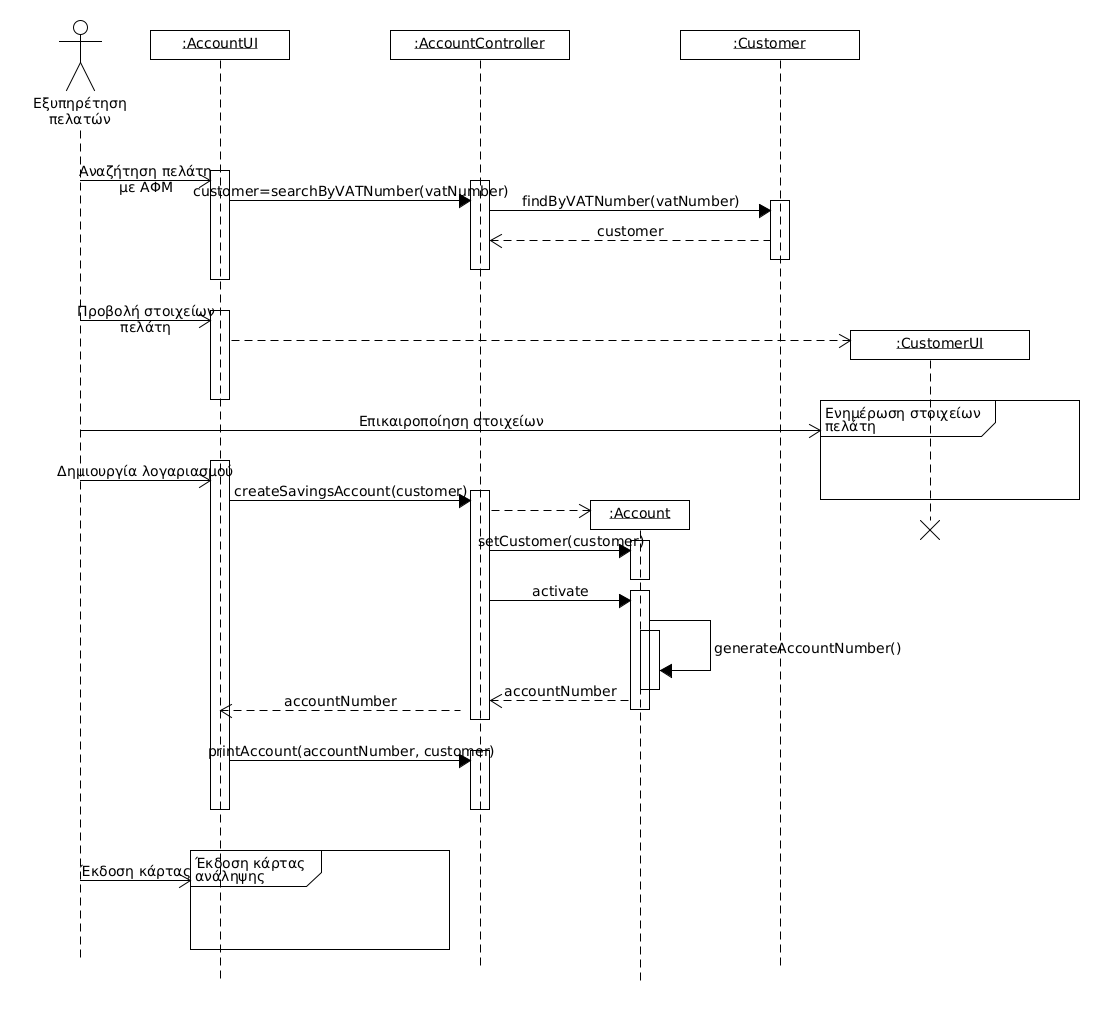 :AccountUI
:AccountController
:Customer
Εξυπηρέτηση
πελατών
Αναζήτηση πελάτη
με ΑΦΜ
customer=searchByVATNumber(vatNumber)
findByVATNumber(vatNumber)
customer
Προβολή στοιχείων
πελάτη
:CustomerUI
Επικαιροποίηση στοιχείων
Ενημέρωση στοιχείων
πελάτη
Δημιουργία λογαριασμού
createSavingsAccount(customer)
:Account
setCustomer(customer)
activate
generateAccountNumber()
accountNumber
accountNumber
printAccount(accountNumber, customer)
Έκδοση κάρτας
Έκδοση κάρτας
ανάληψης